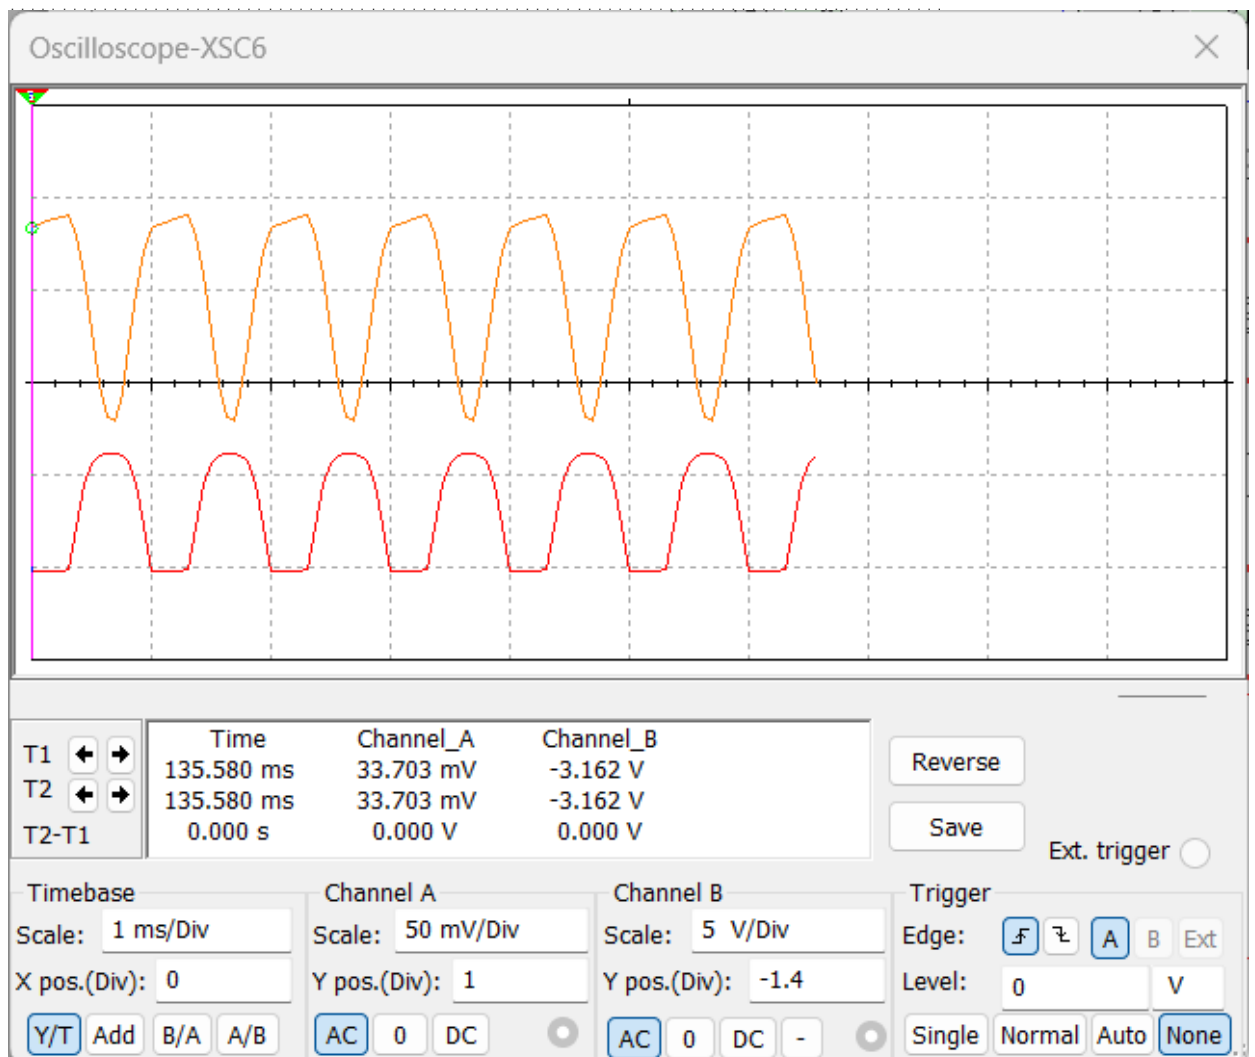 Oscilloscope-XSC6
Time Channel_A Channel_B
T1 135.580 ms 33.703 mV -3.162 V
T2 135.580 ms 33.703 mV -3.162 V
T2-T1 0.000 s 0.000 V 0.000 V
Reverse
Save
Ext. trigger
Timebase
Scale: 1 ms/Div
X pos.(Div): 0
Y/T Add B/A A/B
Channel A
Scale: 50 mV/Div
Y pos.(Div): 1
AC 0 DC
Channel B
Scale: 5 V/Div
Y pos.(Div): -1.4
AC 0 DC -
Trigger
Edge: A B Ext
Level: 0 V
Single Normal Auto None